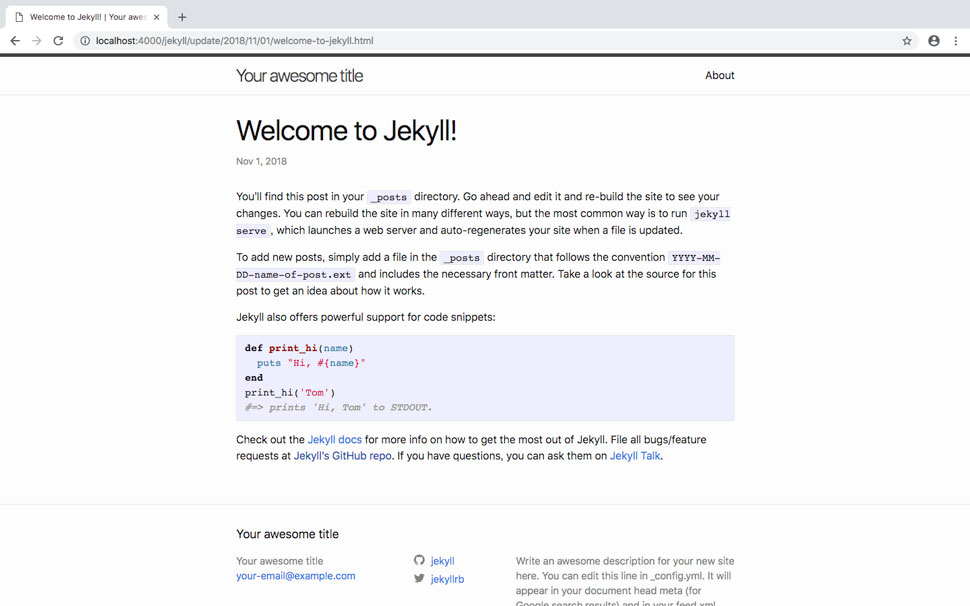 Welcome to Jekyll! | Your awes
localhost:4000/jekyll/update/2018/11/01/welcome-to-jekyll.html
Your awesome title
About
Welcome to Jekyll!
Nov 1, 2018
You'll find this post in your _posts directory. Go ahead and edit it and re-build the site to see your
changes. You can rebuild the site in many different ways, but the most common way is to run jekyll
serve , which launches a web server and auto-regenerates your site when a file is updated.
To add new posts, simply add a file in the _posts directory that follows the convention YYYY-MM-
DD-name-of-post.ext and includes the necessary front matter. Take a look at the source for this
post to get an idea about how it works.
Jekyll also offers powerful support for code snippets:
def print_hi(name)
  puts "Hi, #{name}"
end
print_hi('Tom')
#=> prints 'Hi, Tom' to STDOUT.
Check out the Jekyll docs for more info on how to get the most out of Jekyll. File all bugs/feature
requests at Jekyll's GitHub repo. If you have questions, you can ask them on Jekyll Talk.
Your awesome title
Your awesome title
your-email@example.com
jekyll
jekyllrb
Write an awesome description for your new site
here. You can edit this line in _config.yml. It will
appear in your document head meta (for
Google search results) and in your feed.xml